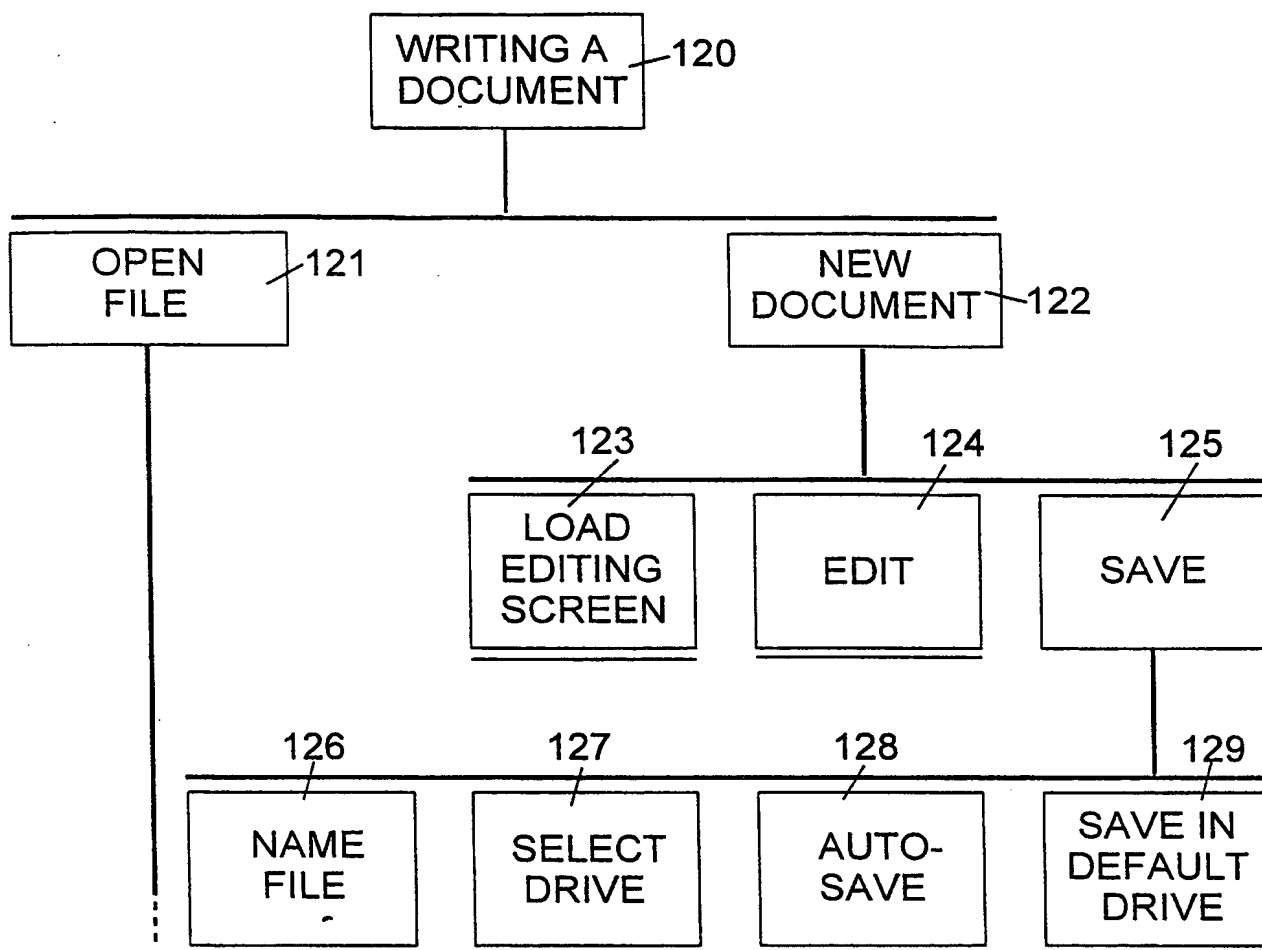 WRITING A
DOCUMENT
120
OPEN
FILE
121
NEW
DOCUMENT
122
123
124
125
LOAD
EDITING
SCREEN
EDIT
SAVE
126
127
128
129
NAME
FILE
SELECT
DRIVE
AUTO-
SAVE
SAVE IN
DEFAULT
DRIVE